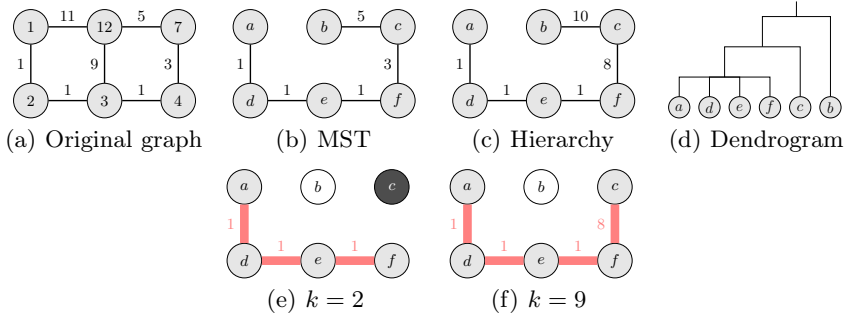 11 5
1 12 7
1 9 3
1 1
2 3 4
(a) Original graph
5
a b c
1 3
1 1
d e f
(b) MST
10
a b c
1 8
1 1
d e f
(c) Hierarchy
a d e f c b
(d) Dendrogram
a b c
1
1 1
d e f
(e) k = 2
a b c
1 8
1 1
d e f
(f) k = 9